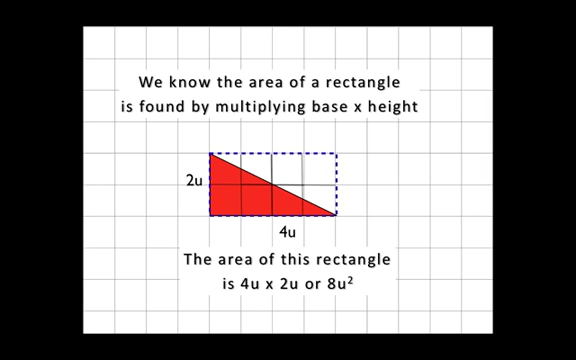 We know the area of a rectangle
is found by multiplying base x height
2u
4u
The area of this rectangle
is 4u x 2u or 8u²